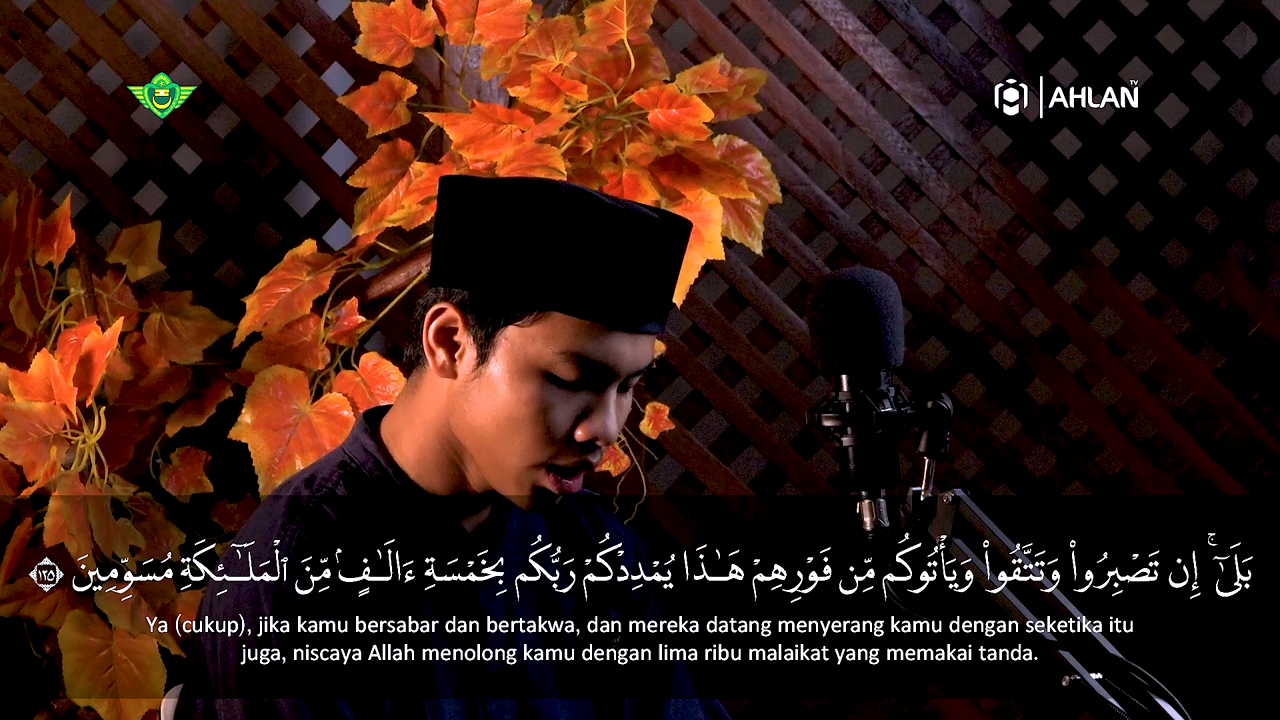 AHLAN TV
بَلَىٰٓۚ إِن تَصْبِرُوا۟ وَتَتَّقُوا۟ وَيَأْتُوكُم مِّن فَوْرِهِمْ هَـٰذَا يُمْدِدْكُمْ رَبُّكُم بِخَمْسَةِ ءَالَـٰفٍ مِّنَ ٱلْمَلَـٰٓئِكَةِ مُسَوِّمِينَ ١٢٥
Ya (cukup), jika kamu bersabar dan bertakwa, dan mereka datang menyerang kamu dengan seketika itu
juga, niscaya Allah menolong kamu dengan lima ribu malaikat yang memakai tanda.